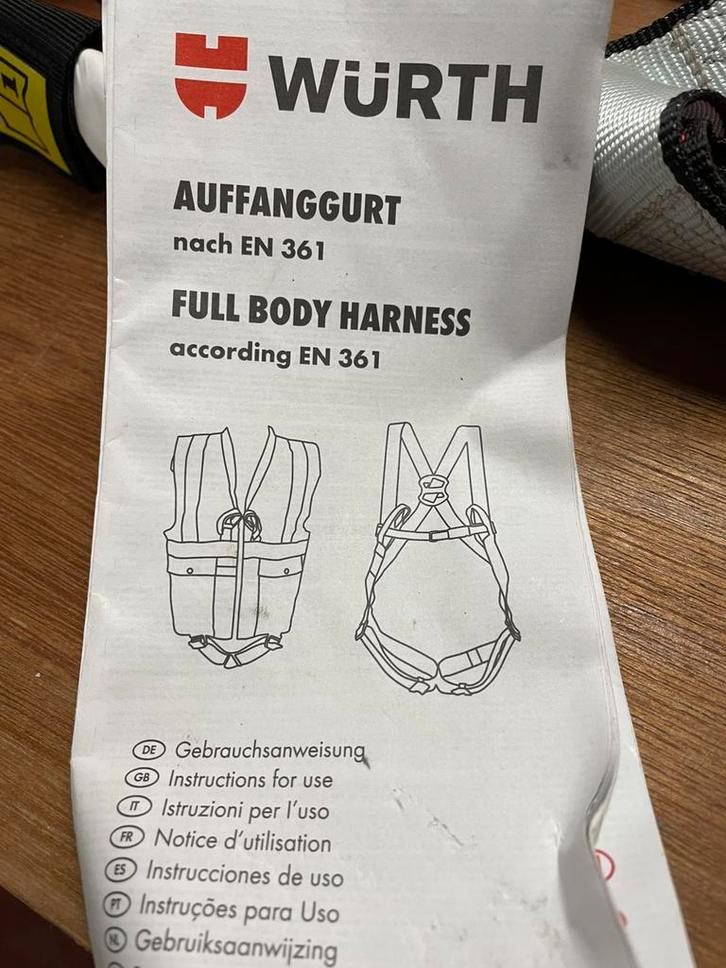 WÜRTH
AUFFANGGURT
nach EN 361
FULL BODY HARNESS
according EN 361
DE Gebrauchsanweisung
GB Instructions for use
IT Istruzioni per l'uso
FR Notice d'utilisation
ES Instrucciones de uso
PT Instruções para Uso
NL Gebruiksaanwijzing